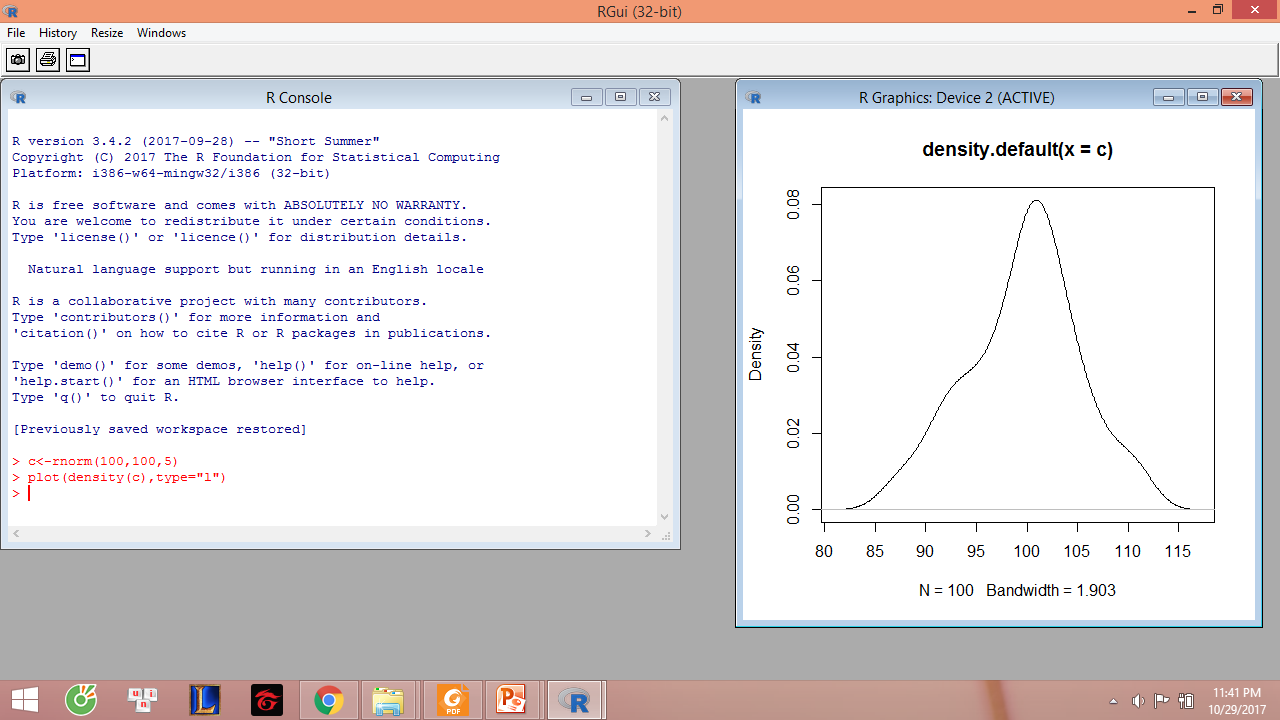 RGui (32-bit)
File History Resize Windows
R Console
R version 3.4.2 (2017-09-28) -- "Short Summer"
Copyright (C) 2017 The R Foundation for Statistical Computing
Platform: i386-w64-mingw32/i386 (32-bit)
R is free software and comes with ABSOLUTELY NO WARRANTY.
You are welcome to redistribute it under certain conditions.
Type 'license()' or 'licence()' for distribution details.
Natural language support but running in an English locale
R is a collaborative project with many contributors.
Type 'contributors()' for more information and
'citation()' on how to cite R or R packages in publications.
Type 'demo()' for some demos, 'help()' for on-line help, or
'help.start()' for an HTML browser interface to help.
Type 'q()' to quit R.
[Previously saved workspace restored]
> c<-rnorm(100,100,5)
> plot(density(c),type="l")
>
R Graphics: Device 2 (ACTIVE)
density.default(x = c)
Density
0.08
0.06
0.04
0.02
0.00
80 85 90 95 100 105 110 115
N = 100 Bandwidth = 1.903
u i
n n
L
PDF
P
R
11:41 PM
10/29/2017